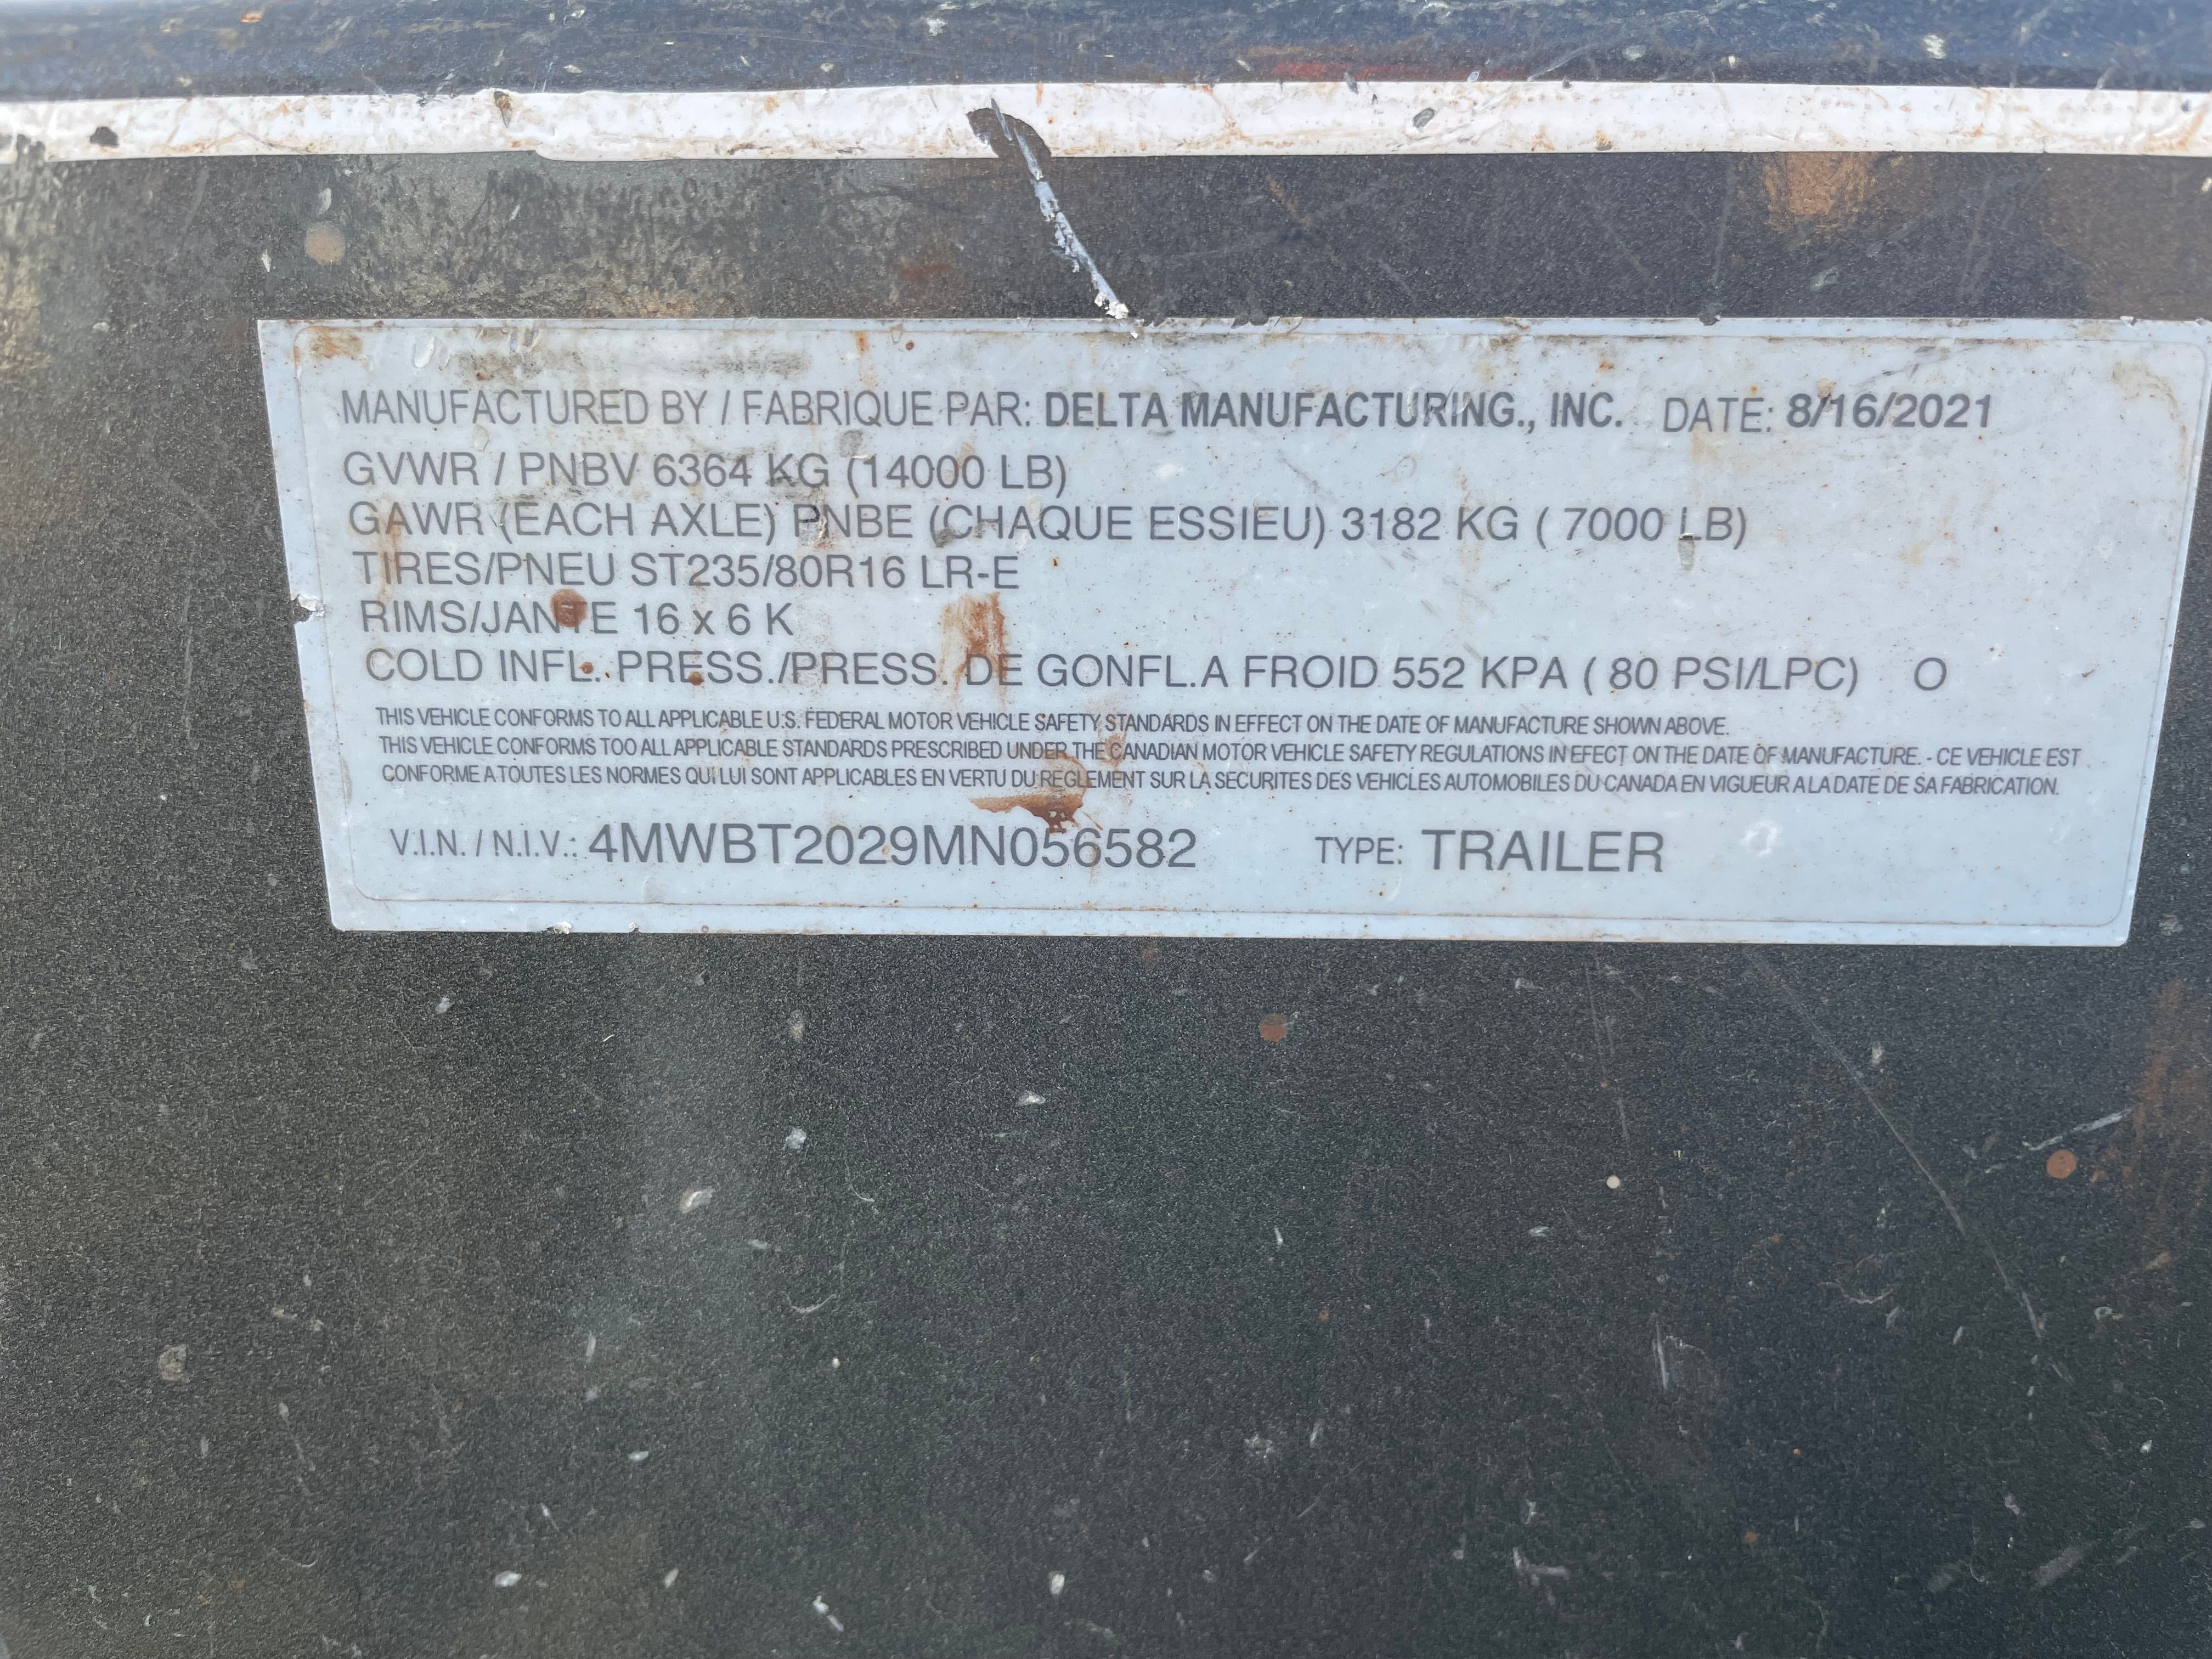 MANUFACTURED BY / FABRIQUE PAR: DELTA MANUFACTURING., INC. DATE: 8/16/2021
GVWR / PNBV 6364 KG (14000 LB)
GAWR (EACH AXLE) PNBE (CHAQUE ESSIEU) 3182 KG ( 7000 LB)
TIRES/PNEU ST235/80R16 LR-E
RIMS/JANTE 16 x 6 K
COLD INFL. PRESS./PRESS. DE GONFL.A FROID 552 KPA ( 80 PSI/LPC) O
THIS VEHICLE CONFORMS TO ALL APPLICABLE U.S. FEDERAL MOTOR VEHICLE SAFETY STANDARDS IN EFFECT ON THE DATE OF MANUFACTURE SHOWN ABOVE.
THIS VEHICLE CONFORMS TOO ALL APPLICABLE STANDARDS PRESCRIBED UNDER THE CANADIAN MOTOR VEHICLE SAFETY REGULATIONS IN EFECT ON THE DATE OF MANUFACTURE. - CE VEHICLE EST
CONFORME A TOUTES LES NORMES QUI LUI SONT APPLICABLES EN VERTU DU REGLEMENT SUR LA SECURITES DES VEHICLES AUTOMOBILES DU CANADA EN VIGUEUR A LA DATE DE SA FABRICATION.
V.I.N. / N.I.V.: 4MWBT2029MN056582 TYPE: TRAILER